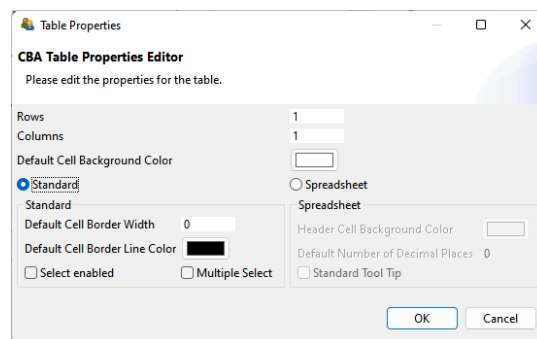 Table Properties
CBA Table Properties Editor
Please edit the properties for the table.
Rows 1
Columns 1
Default Cell Background Color
Standard Spreadsheet
Standard Spreadsheet
Default Cell Border Width 0 Header Cell Background Color
Default Cell Border Line Color Default Number of Decimal Places 0
Select enabled Multiple Select Standard Tool Tip
OK Cancel